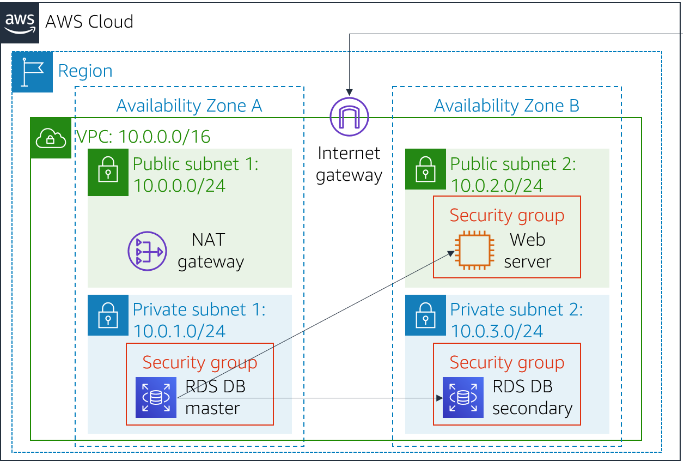 aws
AWS Cloud
Region
Availability Zone A
Availability Zone B
VPC: 10.0.0.0/16
Internet
gateway
Public subnet 1:
10.0.0.0/24
Public subnet 2:
10.0.2.0/24
NAT
gateway
Security group
Web
server
Private subnet 1:
10.0.1.0/24
Private subnet 2:
10.0.3.0/24
Security group
RDS DB
master
Security group
RDS DB
secondary